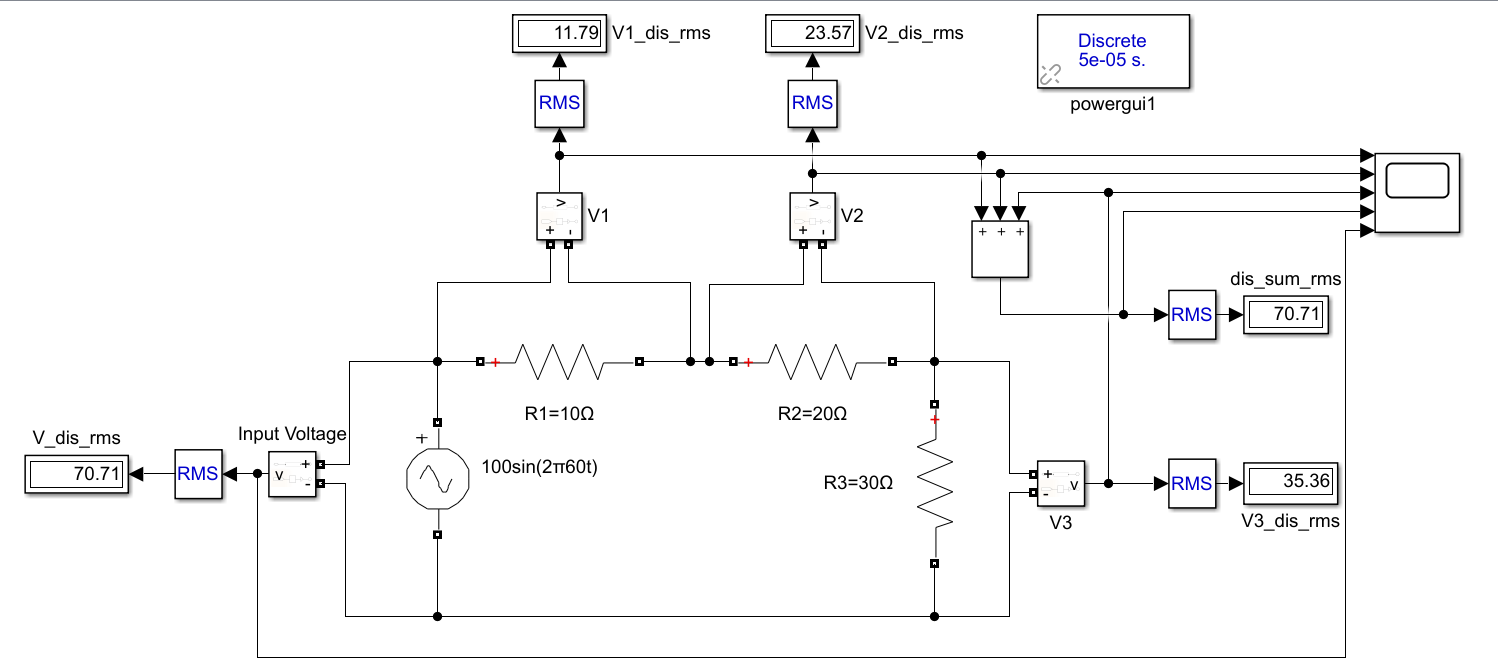 11.79 V1_dis_rms
23.57 V2_dis_rms
Discrete
5e-05 s.
powergui1
RMS
RMS
v
+ -
V1
v
+ -
V2
+ + +
dis_sum_rms
RMS
70.71
+
+
R1=10Ω
R2=20Ω
+
V_dis_rms
70.71
RMS
Input Voltage
v + -
+
100sin(2π60t)
R3=30Ω
+ - v
V3
RMS
35.36
V3_dis_rms